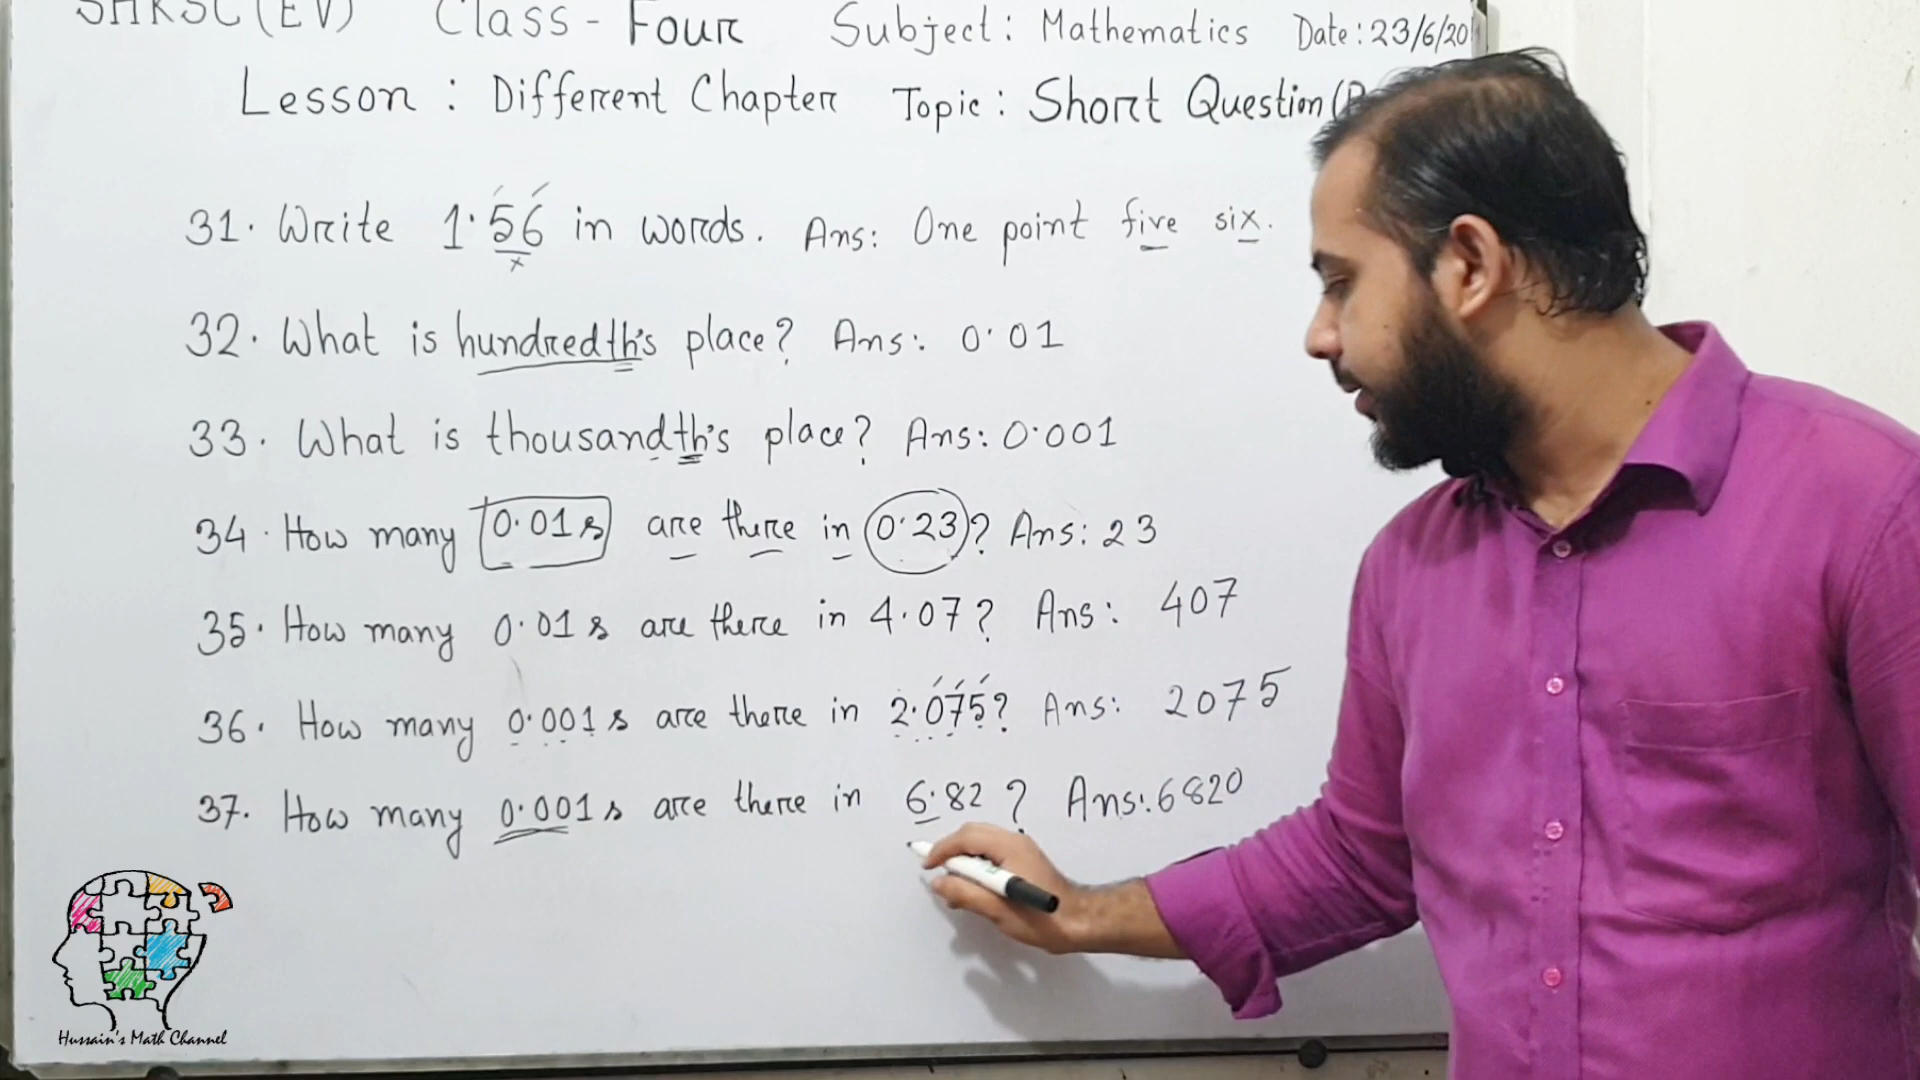 SHKSC (EV) Class - Four Subject: Mathematics Date: 23/6/20
Lesson: Different Chapter Topic: Short Question (
31. Write 1.56 in words. Ans: One point five six.
x
32. What is hundredth's place? Ans: 0.01
33. What is thousandth's place? Ans: 0.001
34. How many 0.01s are there in 0.23? Ans: 23
35. How many 0.01s are there in 4.07? Ans: 407
36. How many 0.001s are there in 2.075? Ans: 2075
37. How many 0.001s are there in 6.82? Ans: 6820
Hussain's Math Channel